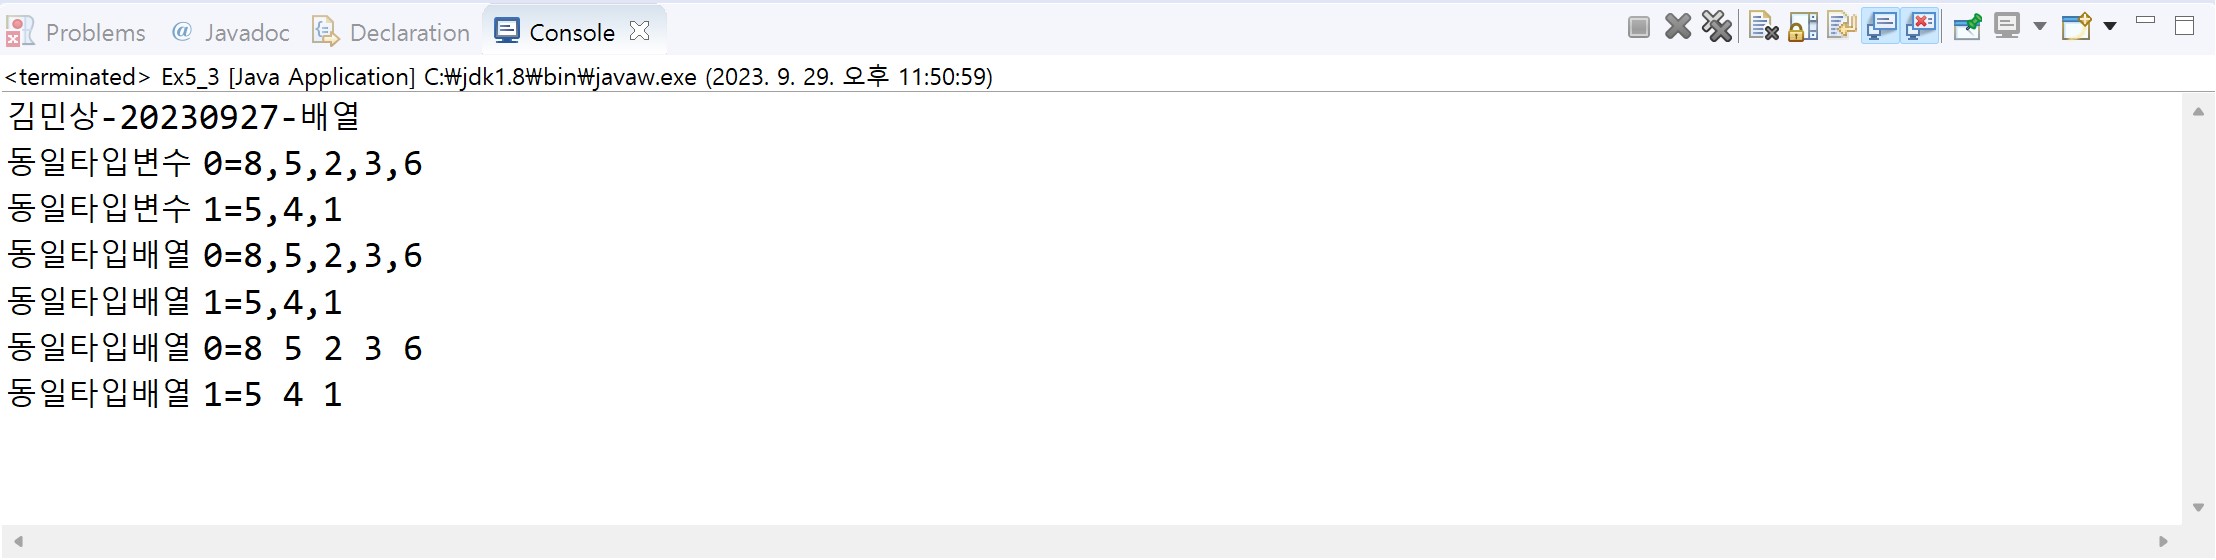 Problems @ Javadoc Declaration Console
<terminated> Ex5_3 [Java Application] C:₩jdk1.8₩bin₩javaw.exe (2023. 9. 29. 오후 11:50:59)
김민상-20230927-배열
동일타입변수 0=8,5,2,3,6
동일타입변수 1=5,4,1
동일타입배열 0=8,5,2,3,6
동일타입배열 1=5,4,1
동일타입배열 0=8 5 2 3 6
동일타입배열 1=5 4 1